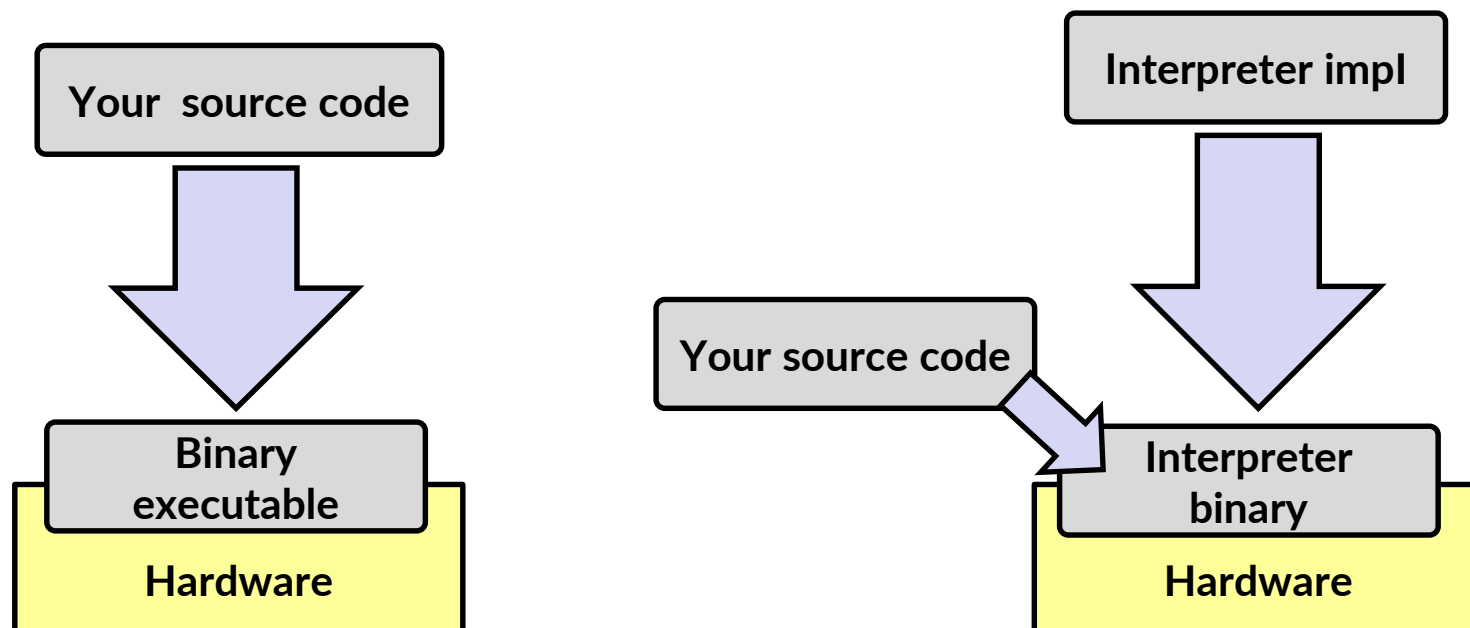 Your  source code
Binary
executable
Hardware
Interpreter impl
Your source code
Interpreter
binary
Hardware